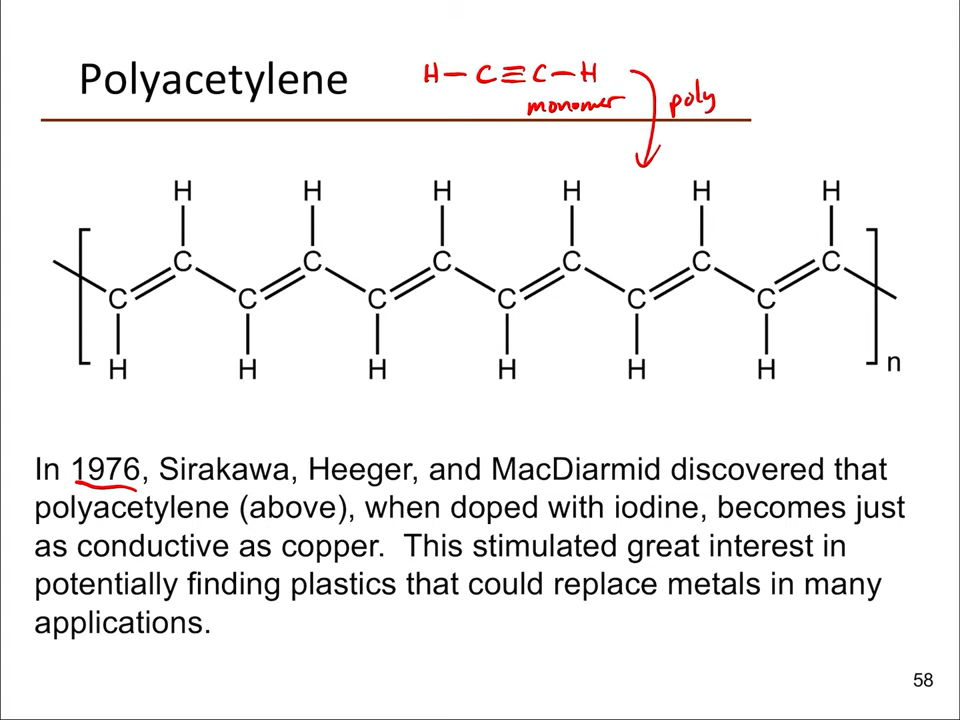 Polyacetylene
H-C≡C-H
monomer
poly
H H H H H H
C C C C C C
C C C C C C
H H H H H H
n
In 1976, Sirakawa, Heeger, and MacDiarmid discovered that
polyacetylene (above), when doped with iodine, becomes just
as conductive as copper. This stimulated great interest in
potentially finding plastics that could replace metals in many
applications.
58